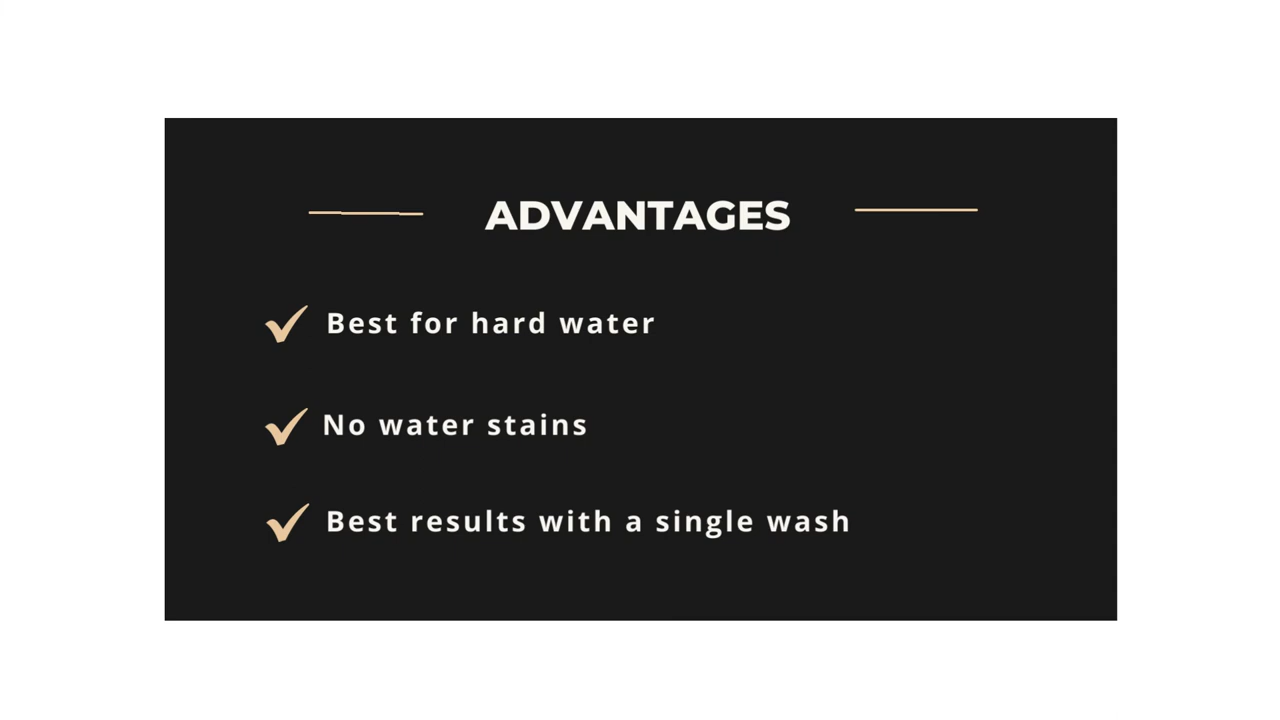 ADVANTAGES
Best for hard water
No water stains
Best results with a single wash